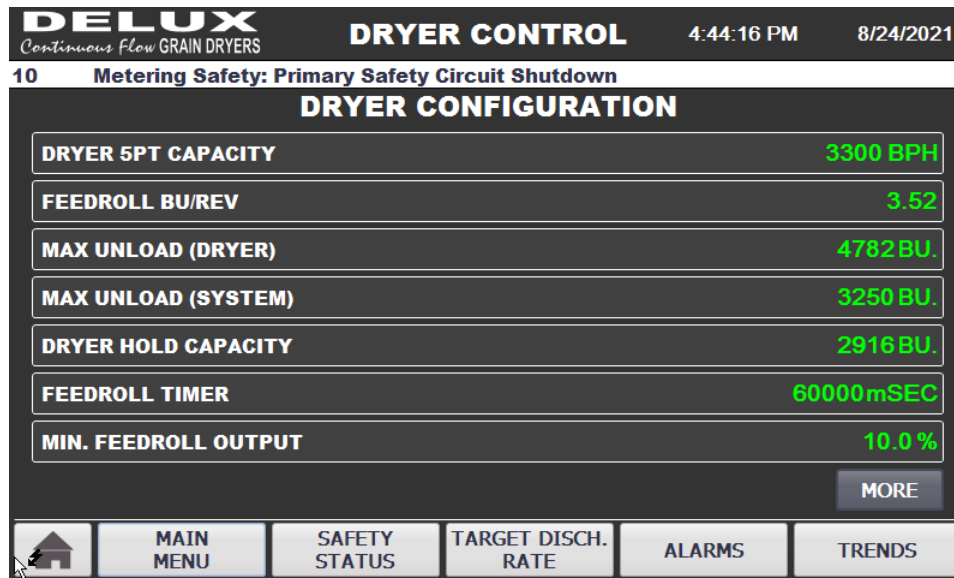 DELUX
Continuous Flow GRAIN DRYERS
DRYER CONTROL
4:44:16 PM
8/24/2021
10 Metering Safety: Primary Safety Circuit Shutdown
DRYER CONFIGURATION
DRYER 5PT CAPACITY 3300 BPH
FEEDROLL BU/REV 3.52
MAX UNLOAD (DRYER) 4782 BU.
MAX UNLOAD (SYSTEM) 3250 BU.
DRYER HOLD CAPACITY 2916 BU.
FEEDROLL TIMER 60000 mSEC
MIN. FEEDROLL OUTPUT 10.0 %
MORE
MAIN
MENU
SAFETY
STATUS
TARGET DISCH.
RATE
ALARMS
TRENDS